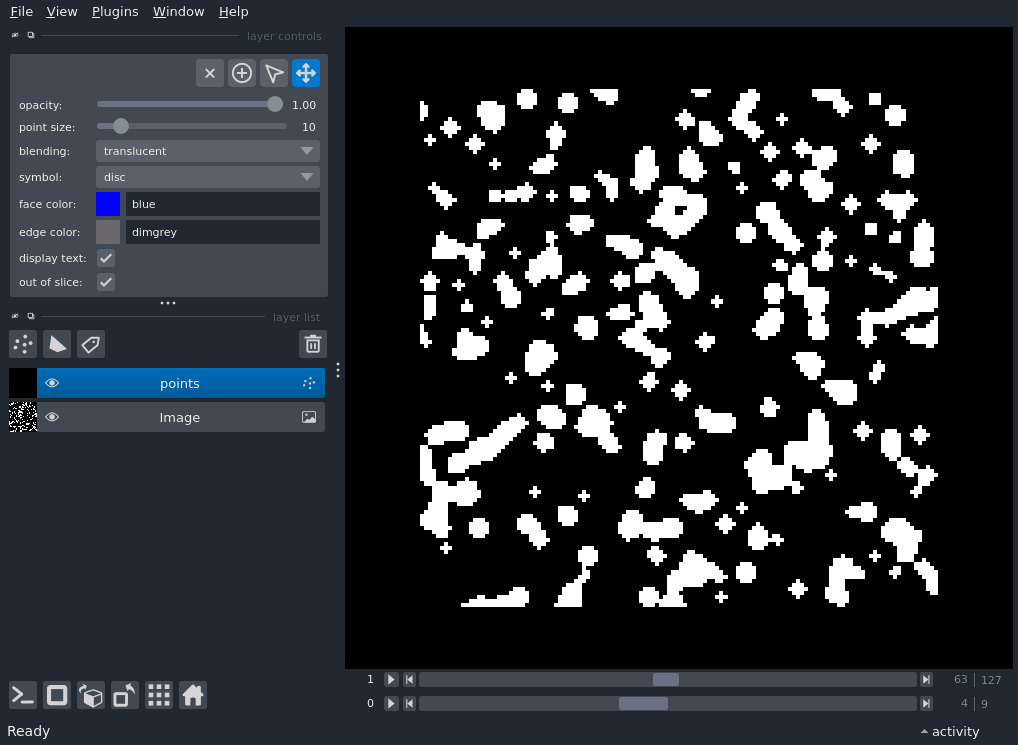 File View Plugins Window Help
layer controls
opacity: 1.00
point size: 10
blending: translucent
symbol: disc
face color: blue
edge color: dimgrey
display text:
out of slice:
layer list
points
Image
1 63 127
0 4 9
Ready activity